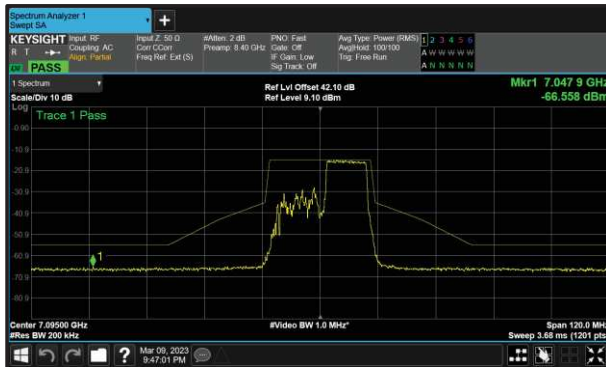 Spectrum Analyzer 1
Swept SA
KEYSIGHT
R T
PASS
Input: RF
Coupling: AC
Align: Partial
Input Z: 50 Ω
Corr CCorr
Freq Ref: Ext (S)
#Atten: 2 dB
Preamp: 8.40 GHz
PNO: Fast
Gate: Off
IF Gain: Low
Sig Track: Off
Avg Type: Power (RMS)
Avg|Hold: 100/100
Trig: Free Run
1 2 3 4 5 6
A W W W W W
A N N N N N
1 Spectrum
Scale/Div 10 dB
Log
Ref Lvl Offset 42.10 dB
Ref Level 9.10 dBm
Mkr1 7.047 9 GHz
-66.558 dBm
Trace 1 Pass
-0.90
-10.9
-20.9
-30.9
-40.9
-50.9
-60.9
-70.9
-80.9
1
Center 7.09500 GHz
#Res BW 200 kHz
#Video BW 1.0 MHz*
Span 120.0 MHz
Sweep 3.68 ms (1201 pts)
Mar 09, 2023
9:47:01 PM